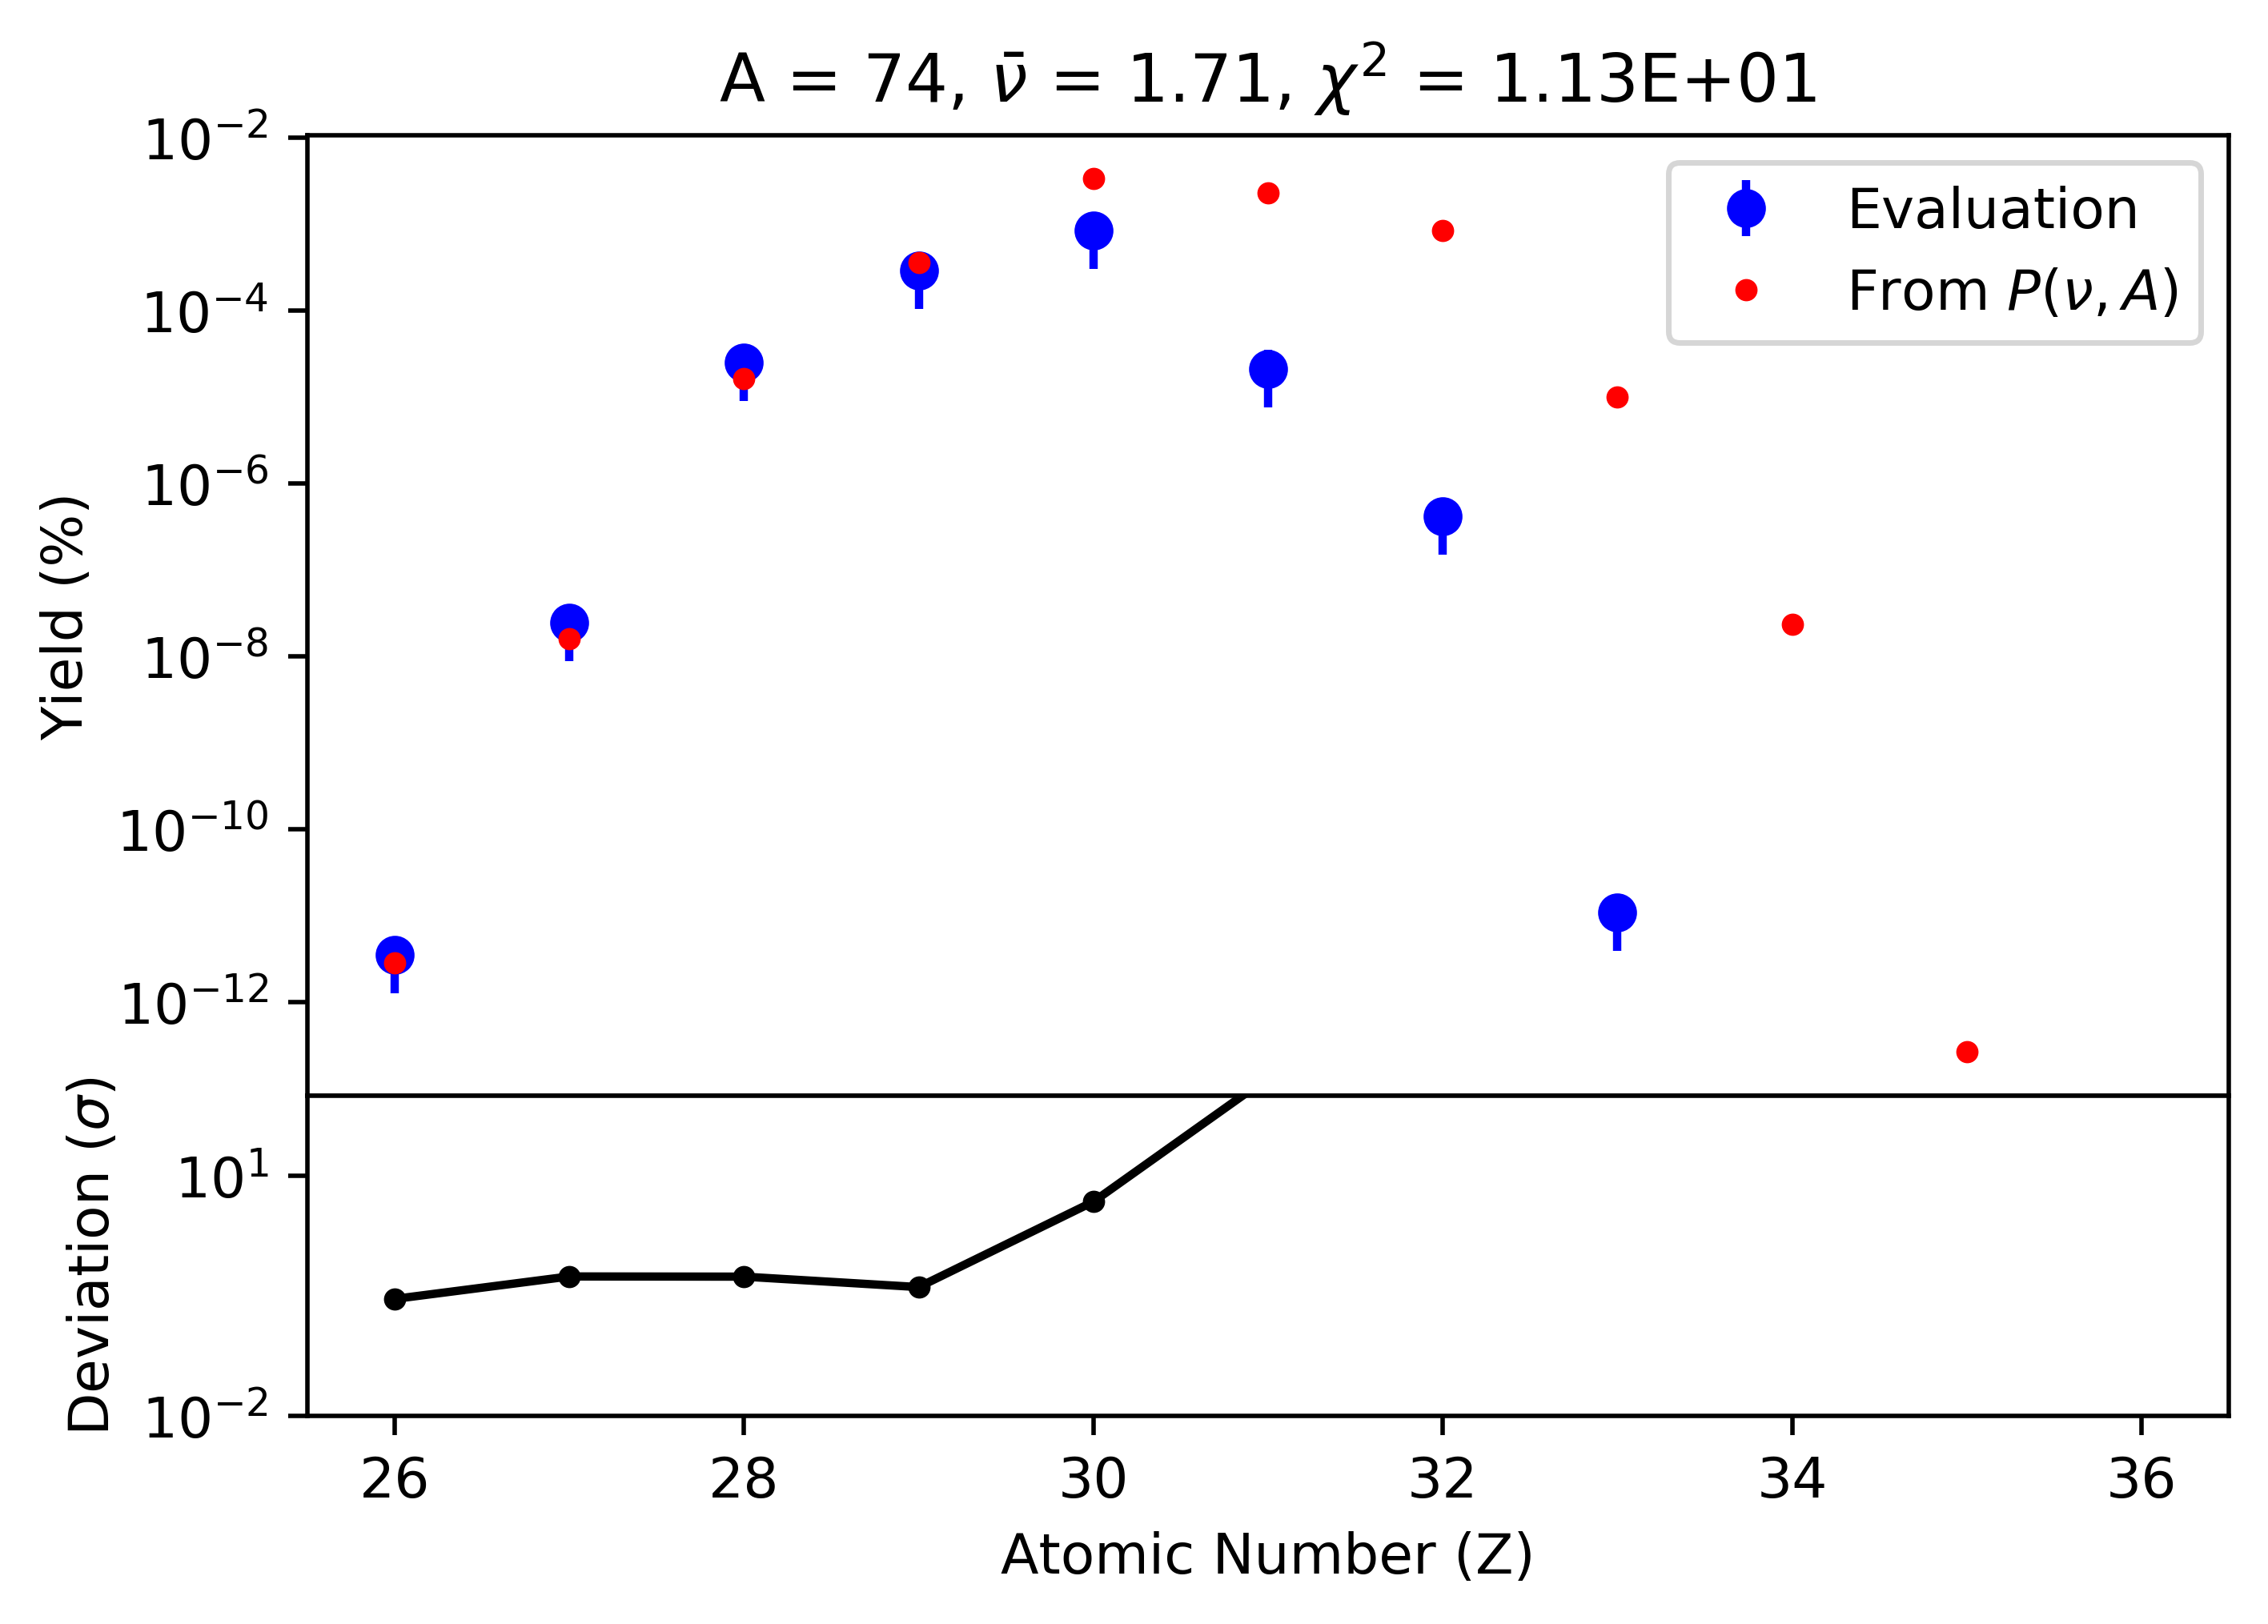 A = 74, ν̄ = 1.71, χ² = 1.13E+01
10⁻²
10⁻⁴
10⁻⁶
10⁻⁸
10⁻¹⁰
10⁻¹²
Yield (%)
Evaluation
From P(ν, A)
10¹
10⁻²
Deviation (σ)
26 28 30 32 34 36
Atomic Number (Z)